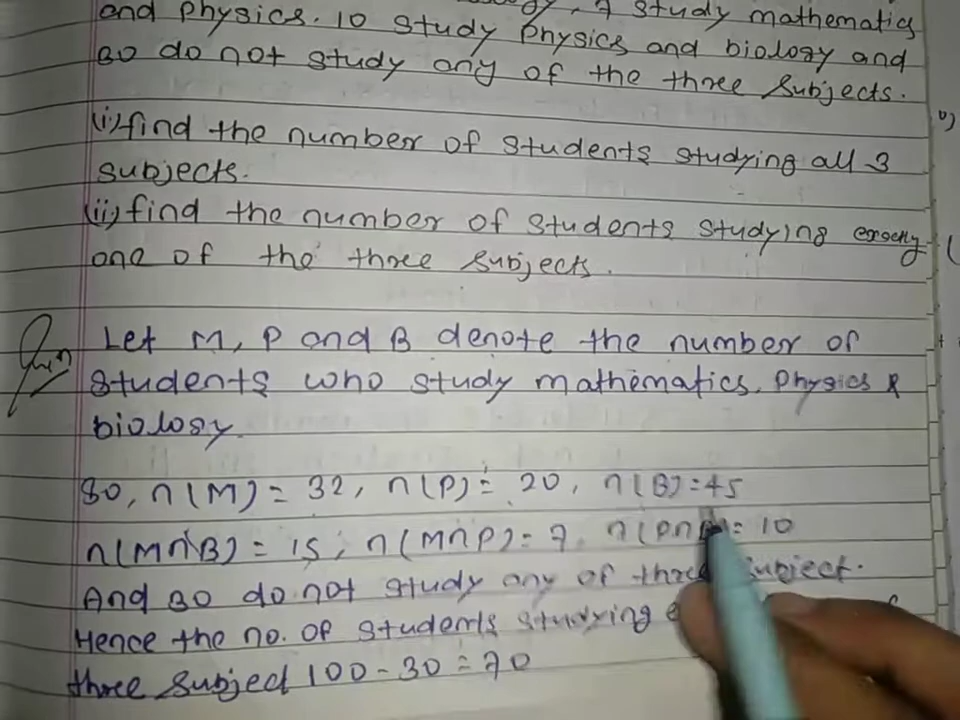 7 study mathematics
and physics. 10 study physics and biology and
30 do not study any of the three subjects.
(i) find the number of students studying all 3
subjects.
(ii) find the number of students studying exactly
one of the three subjects.
Let M, P and B denote the number of
students who study mathematics, physics &
biology.
So, n(M) = 32, n(P) = 20, n(B) = 45
n(M∩B) = 15, n(M∩P) = 7, n(P∩B) = 10
And 30 do not study any of three subject.
Hence the no. of students studying
three subject 100 - 30 = 70